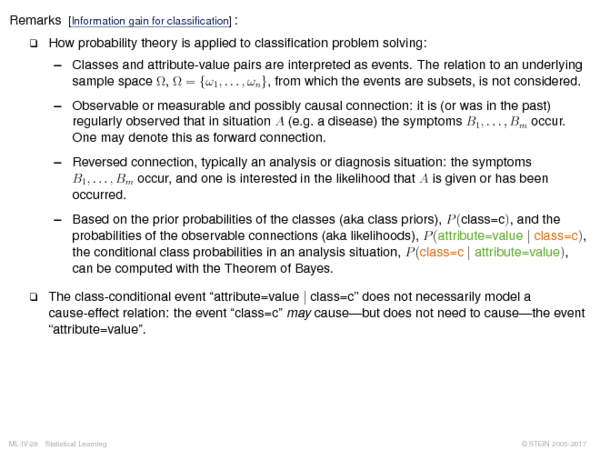 Remarks [Information gain for classification] :
❑ How probability theory is applied to classification problem solving:
– Classes and attribute-value pairs are interpreted as events. The relation to an underlying
sample space Ω, Ω = {ω₁, . . . , ωₙ}, from which the events are subsets, is not considered.
– Observable or measurable and possibly causal connection: it is (or was in the past)
regularly observed that in situation A (e.g. a disease) the symptoms B₁, . . . , Bₘ occur.
One may denote this as forward connection.
– Reversed connection, typically an analysis or diagnosis situation: the symptoms
B₁, . . . , Bₘ occur, and one is interested in the likelihood that A is given or has been
occurred.
– Based on the prior probabilities of the classes (aka class priors), P(class=c), and the
probabilities of the observable connections (aka likelihoods), P(attribute=value | class=c),
the conditional class probabilities in an analysis situation, P(class=c | attribute=value),
can be computed with the Theorem of Bayes.
❑ The class-conditional event “attribute=value | class=c” does not necessarily model a
cause-effect relation: the event “class=c” may cause—but does not need to cause—the event
“attribute=value”.
ML:IV-28 Statistical Learning © STEIN 2005-2017